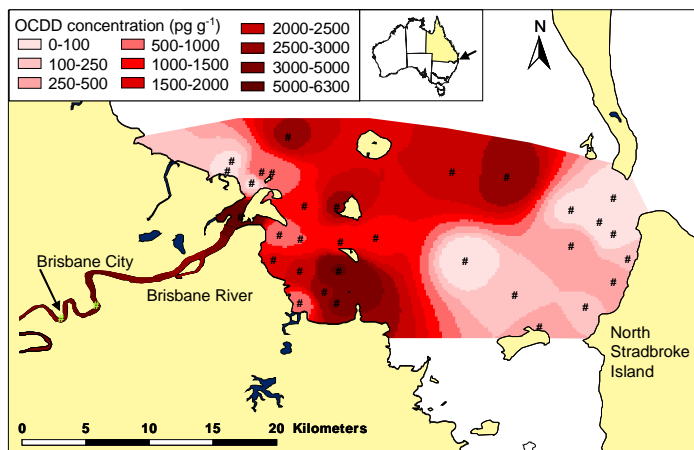 OCDD concentration (pg g⁻¹)
0-100
100-250
250-500
500-1000
1000-1500
1500-2000
2000-2500
2500-3000
3000-5000
5000-6300
N
Brisbane City
Brisbane River
North
Stradbroke
Island
0 5 10 20 Kilometers